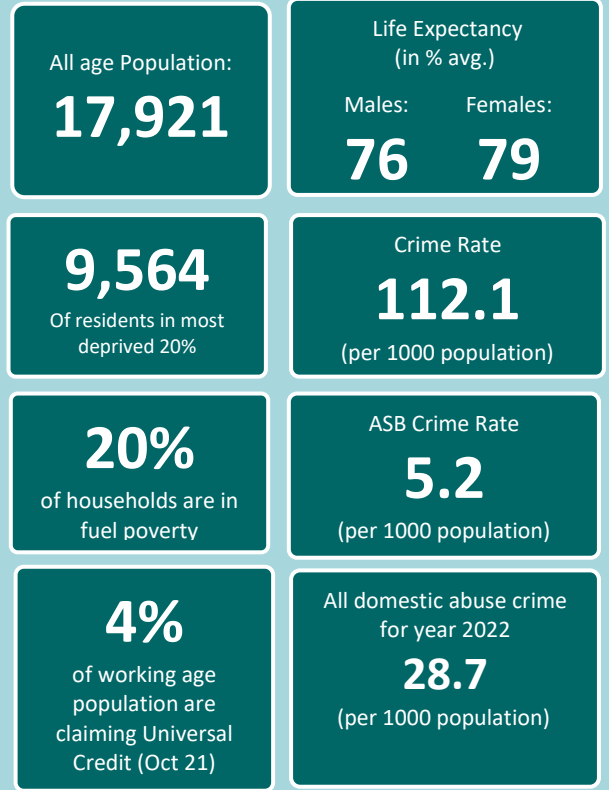 All age Population:
17,921
Life Expectancy
(in % avg.)
Males: Females:
76 79
9,564
Of residents in most
deprived 20%
Crime Rate
112.1
(per 1000 population)
20%
of households are in
fuel poverty
ASB Crime Rate
5.2
(per 1000 population)
4%
of working age
population are
claiming Universal
Credit (Oct 21)
All domestic abuse crime
for year 2022
28.7
(per 1000 population)